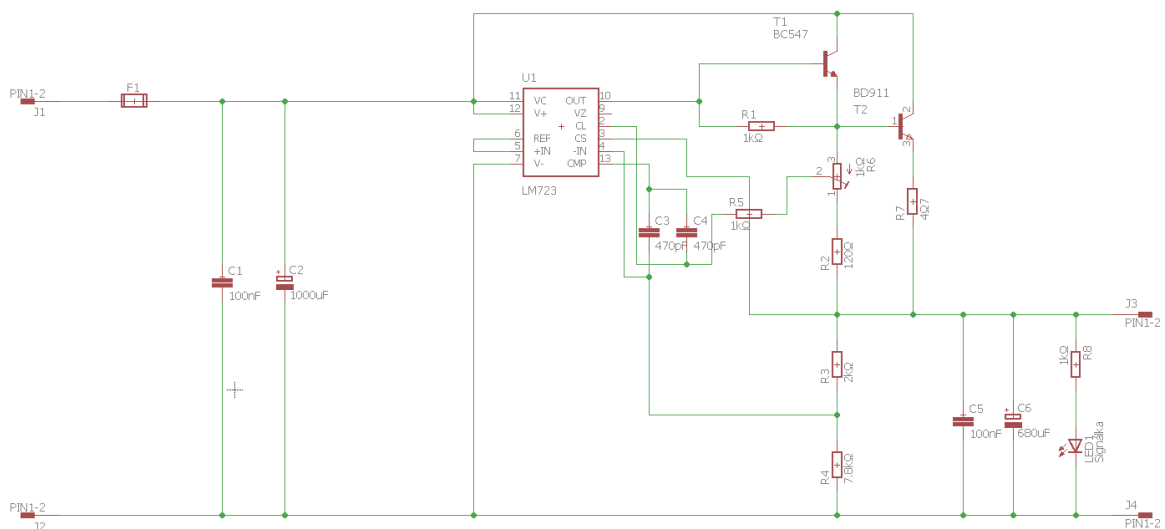 T1
BC547
U1
F1
PIN1-2
J1
11
VC
OUT
10
12
V+
VZ
9
CL
2
6
REF
CS
3
5
+IN
-IN
4
7
V-
CMP
13
LM723
BD911
T2
1
2
3
R1
1kΩ
3
2
1
1kΩ
R6
R5
1kΩ
R7
4Ω7
C3
470pF
C4
470pF
R2
120Ω
C1
100nF
+
C2
1000uF
J3
PIN1-2
R3
2kΩ
1kΩ
R8
C5
100nF
+
C6
680uF
LED1
Signálka
R4
7.8kΩ
PIN1-2
J2
J4
PIN1-2